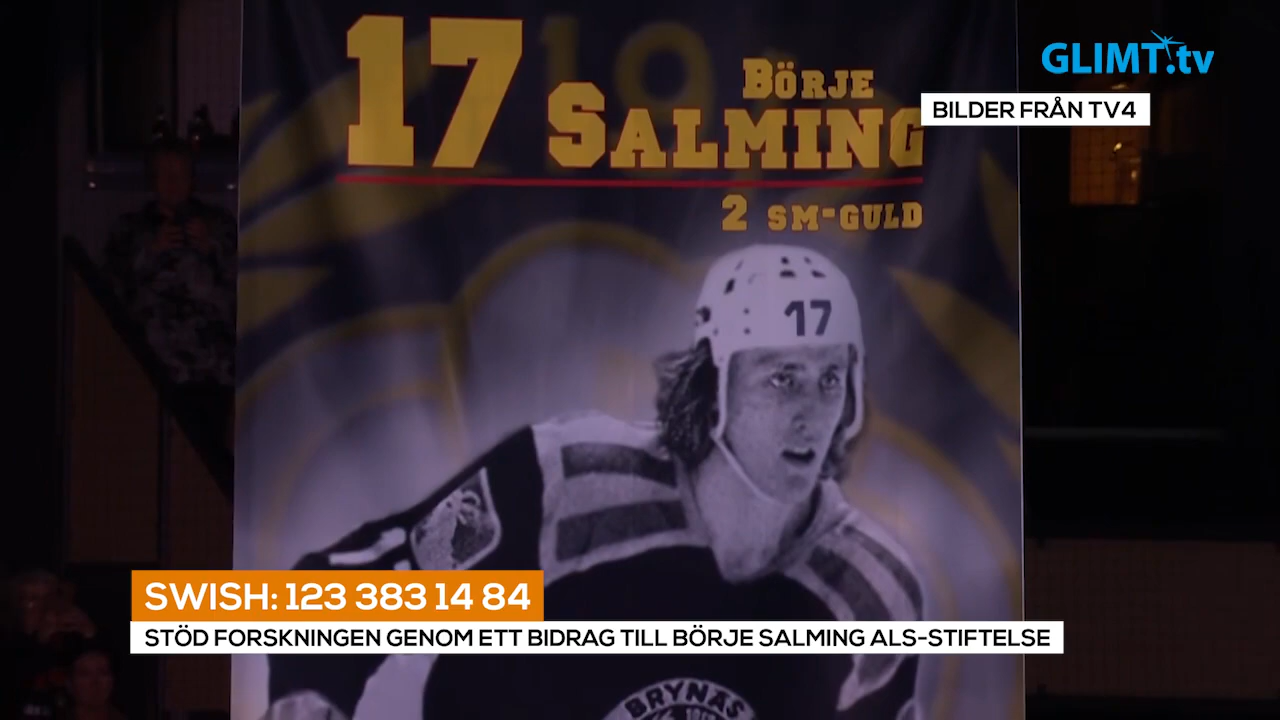 GLIMT.tv
BILDER FRÅN TV4
17
BÖRJE
SALMING
2 SM-GULD
17
SWISH: 123 383 14 84
STÖD FORSKNINGEN GENOM ETT BIDRAG TILL BÖRJE SALMING ALS-STIFTELSE
BRYNÄS